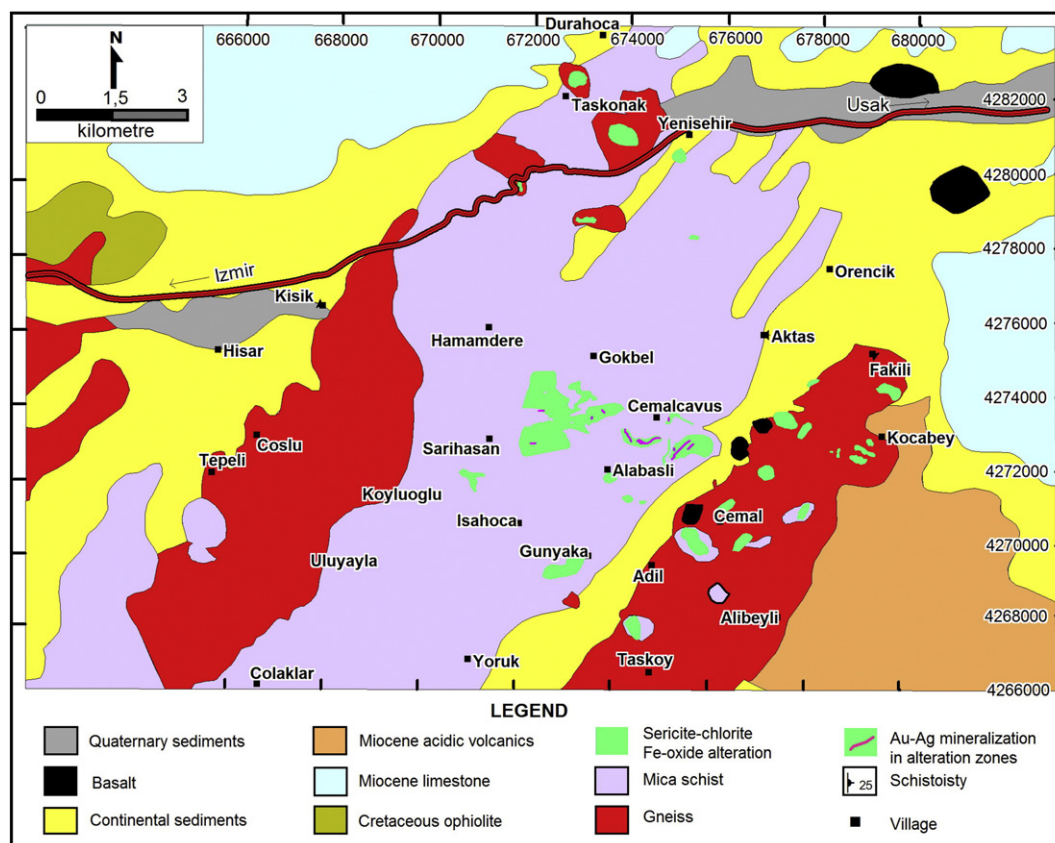 Durahoca
666000 668000 670000 672000 674000 676000 678000 680000
N
0 1,5 3
kilometre
Taskonak
4282000
Usak
Yenisehir
4280000
4278000
Izmir
Orencik
Kisik
4276000
Hamamdere
Aktas
Hisar
Gokbel
Fakili
4274000
Cemalcavus
Coslu
Sarihasan
Kocabey
Tepeli
4272000
Alabasli
Koyluoglu
Cemal
Isahoca
4270000
Gunyaka
Uluyayla
Adil
4268000
Alibeyli
Yoruk
Taskoy
Colaklar
4266000
LEGEND
Quaternary sediments
Basalt
Continental sediments
Miocene acidic volcanics
Miocene limestone
Cretaceous ophiolite
Sericite-chlorite
Fe-oxide alteration
Mica schist
Gneiss
Au-Ag mineralization
in alteration zones
25 Schistoisty
Village